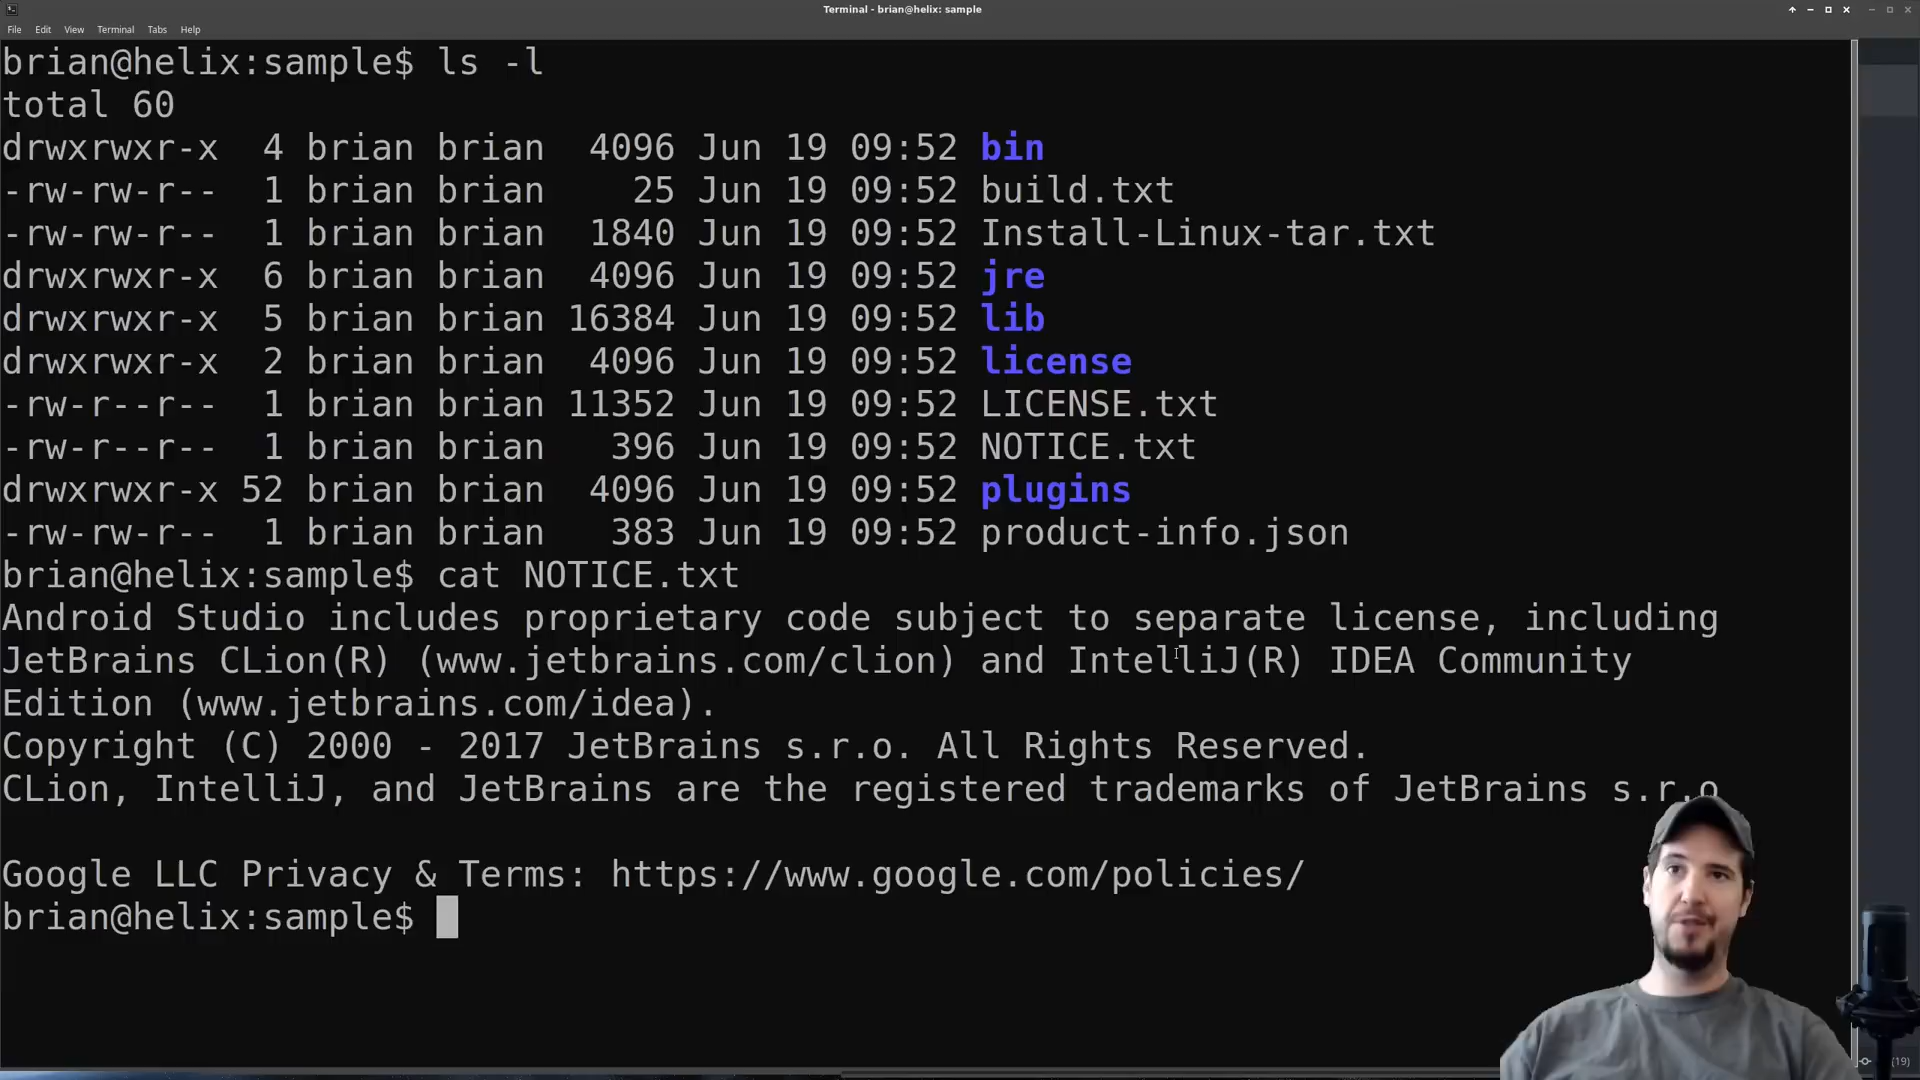 Terminal - brian@helix: sample
File Edit View Terminal Tabs Help
brian@helix:sample$ ls -l
total 60
drwxrwxr-x  4 brian brian  4096 Jun 19 09:52 bin
-rw-rw-r--  1 brian brian    25 Jun 19 09:52 build.txt
-rw-rw-r--  1 brian brian  1840 Jun 19 09:52 Install-Linux-tar.txt
drwxrwxr-x  6 brian brian  4096 Jun 19 09:52 jre
drwxrwxr-x  5 brian brian 16384 Jun 19 09:52 lib
drwxrwxr-x  2 brian brian  4096 Jun 19 09:52 license
-rw-r--r--  1 brian brian 11352 Jun 19 09:52 LICENSE.txt
-rw-r--r--  1 brian brian   396 Jun 19 09:52 NOTICE.txt
drwxrwxr-x 52 brian brian  4096 Jun 19 09:52 plugins
-rw-rw-r--  1 brian brian   383 Jun 19 09:52 product-info.json
brian@helix:sample$ cat NOTICE.txt
Android Studio includes proprietary code subject to separate license, including
JetBrains CLion(R) (www.jetbrains.com/clion) and IntelliJ(R) IDEA Community
Edition (www.jetbrains.com/idea).
Copyright (C) 2000 - 2017 JetBrains s.r.o. All Rights Reserved.
CLion, IntelliJ, and JetBrains are the registered trademarks of JetBrains s.r.o
Google LLC Privacy & Terms: https://www.google.com/policies/
brian@helix:sample$
(19)